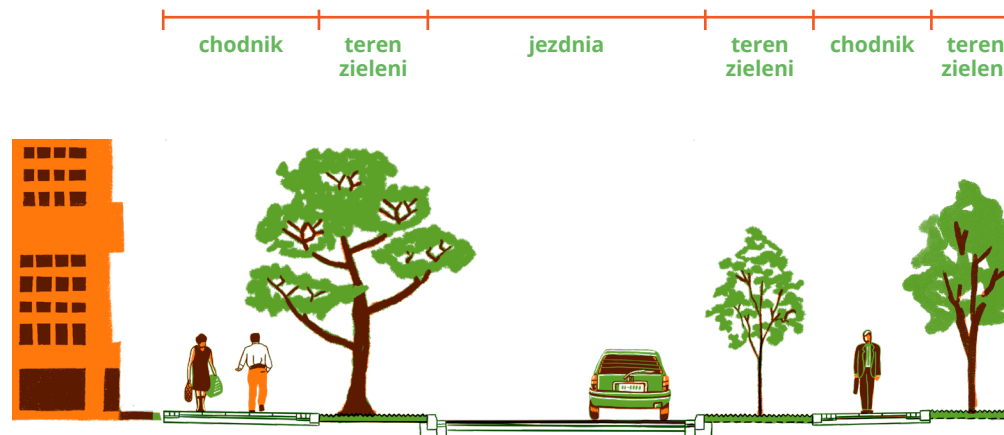 chodnik
teren
zieleni
jezdnia
teren
zieleni
chodnik
teren
zielen